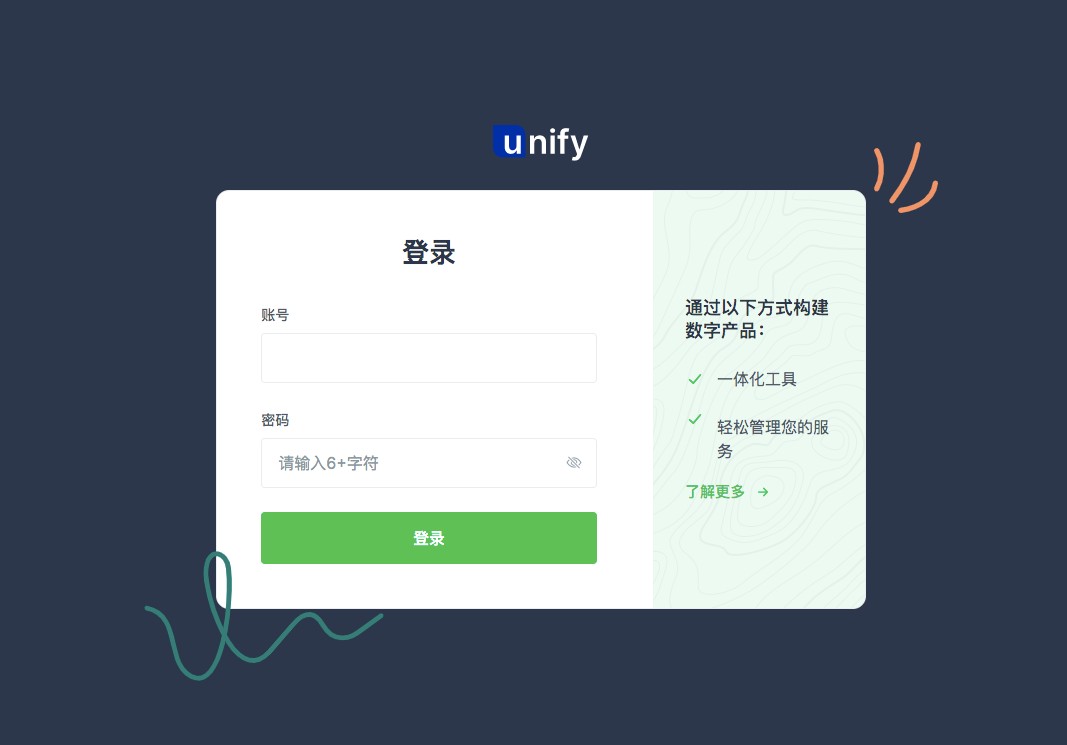 unify
登录
账号
密码
请输入6+字符
登录
通过以下方式构建
数字产品：
一体化工具
轻松管理您的服
务
了解更多